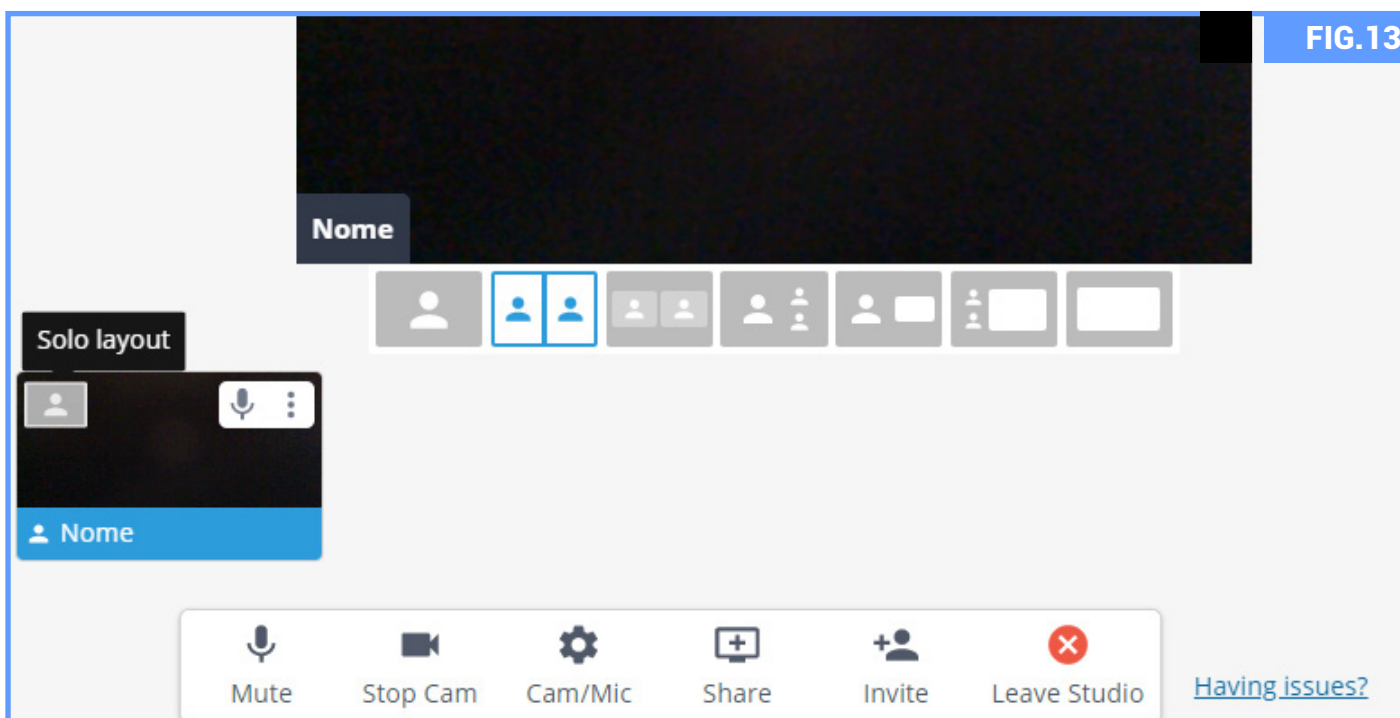 FIG.13
Nome
Solo layout
Nome
Mute
Stop Cam
Cam/Mic
Share
Invite
Leave Studio
Having issues?